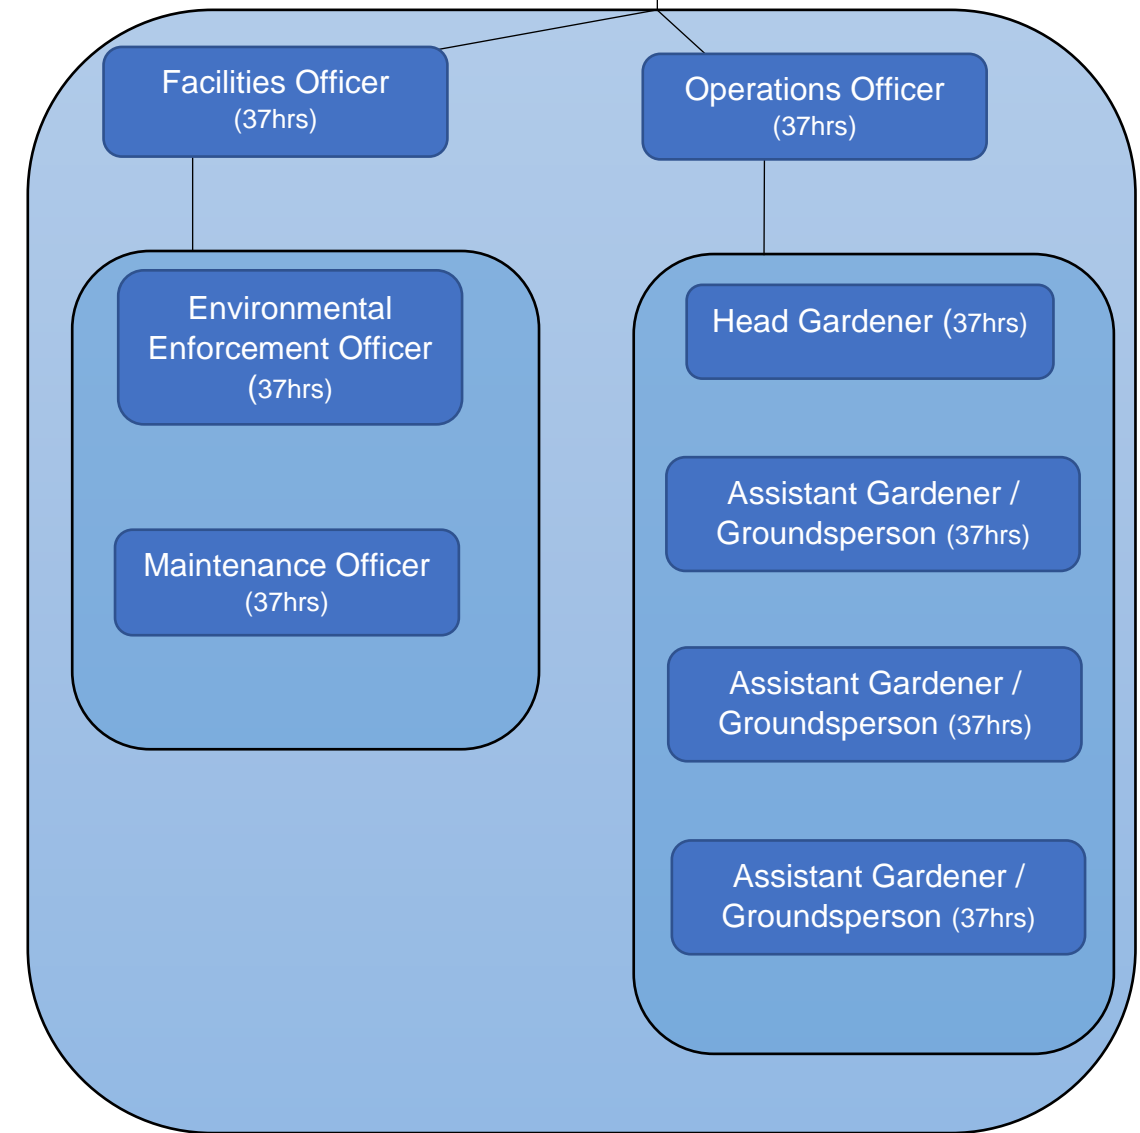 Facilities Officer
(37hrs)
Operations Officer
(37hrs)
Environmental
Enforcement Officer
(37hrs)
Maintenance Officer
(37hrs)
Head Gardener (37hrs)
Assistant Gardener /
Groundsperson (37hrs)
Assistant Gardener /
Groundsperson (37hrs)
Assistant Gardener /
Groundsperson (37hrs)